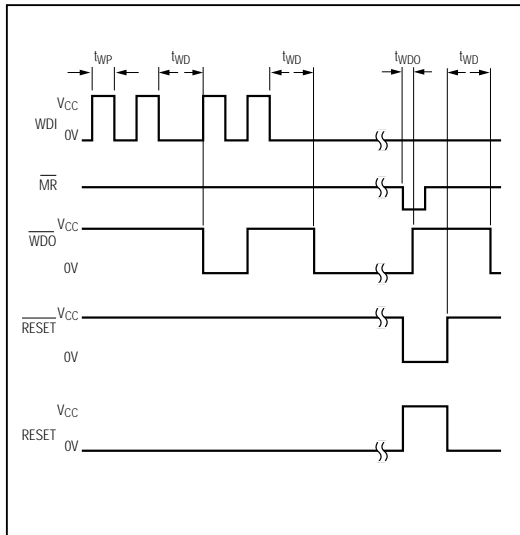 tWP tWD tWD tWDO tWD
VCC
WDI
0V
MR
VCC
WDO
0V
VCC
RESET
0V
VCC
RESET
0V